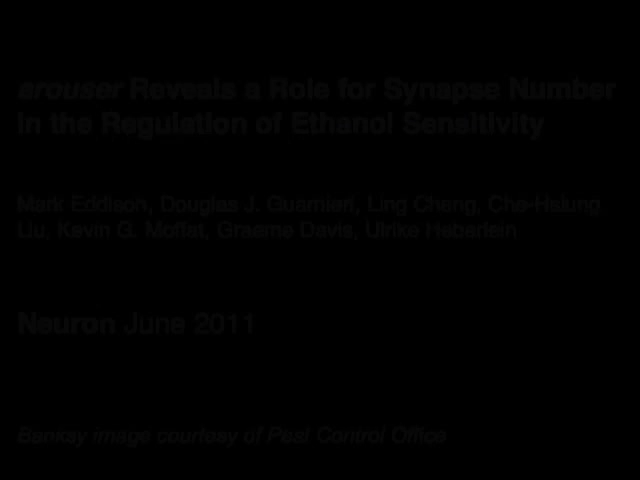 arouser Reveals a Role for Synapse Number
in the Regulation of Ethanol Sensitivity
Mark Eddison, Douglas J. Guarnieri, Ling Cheng, Che-Hsiung
Liu, Kevin G. Moffat, Graeme Davis, Ulrike Heberlein
Neuron June 2011
Banksy image courtesy of Pest Control Office